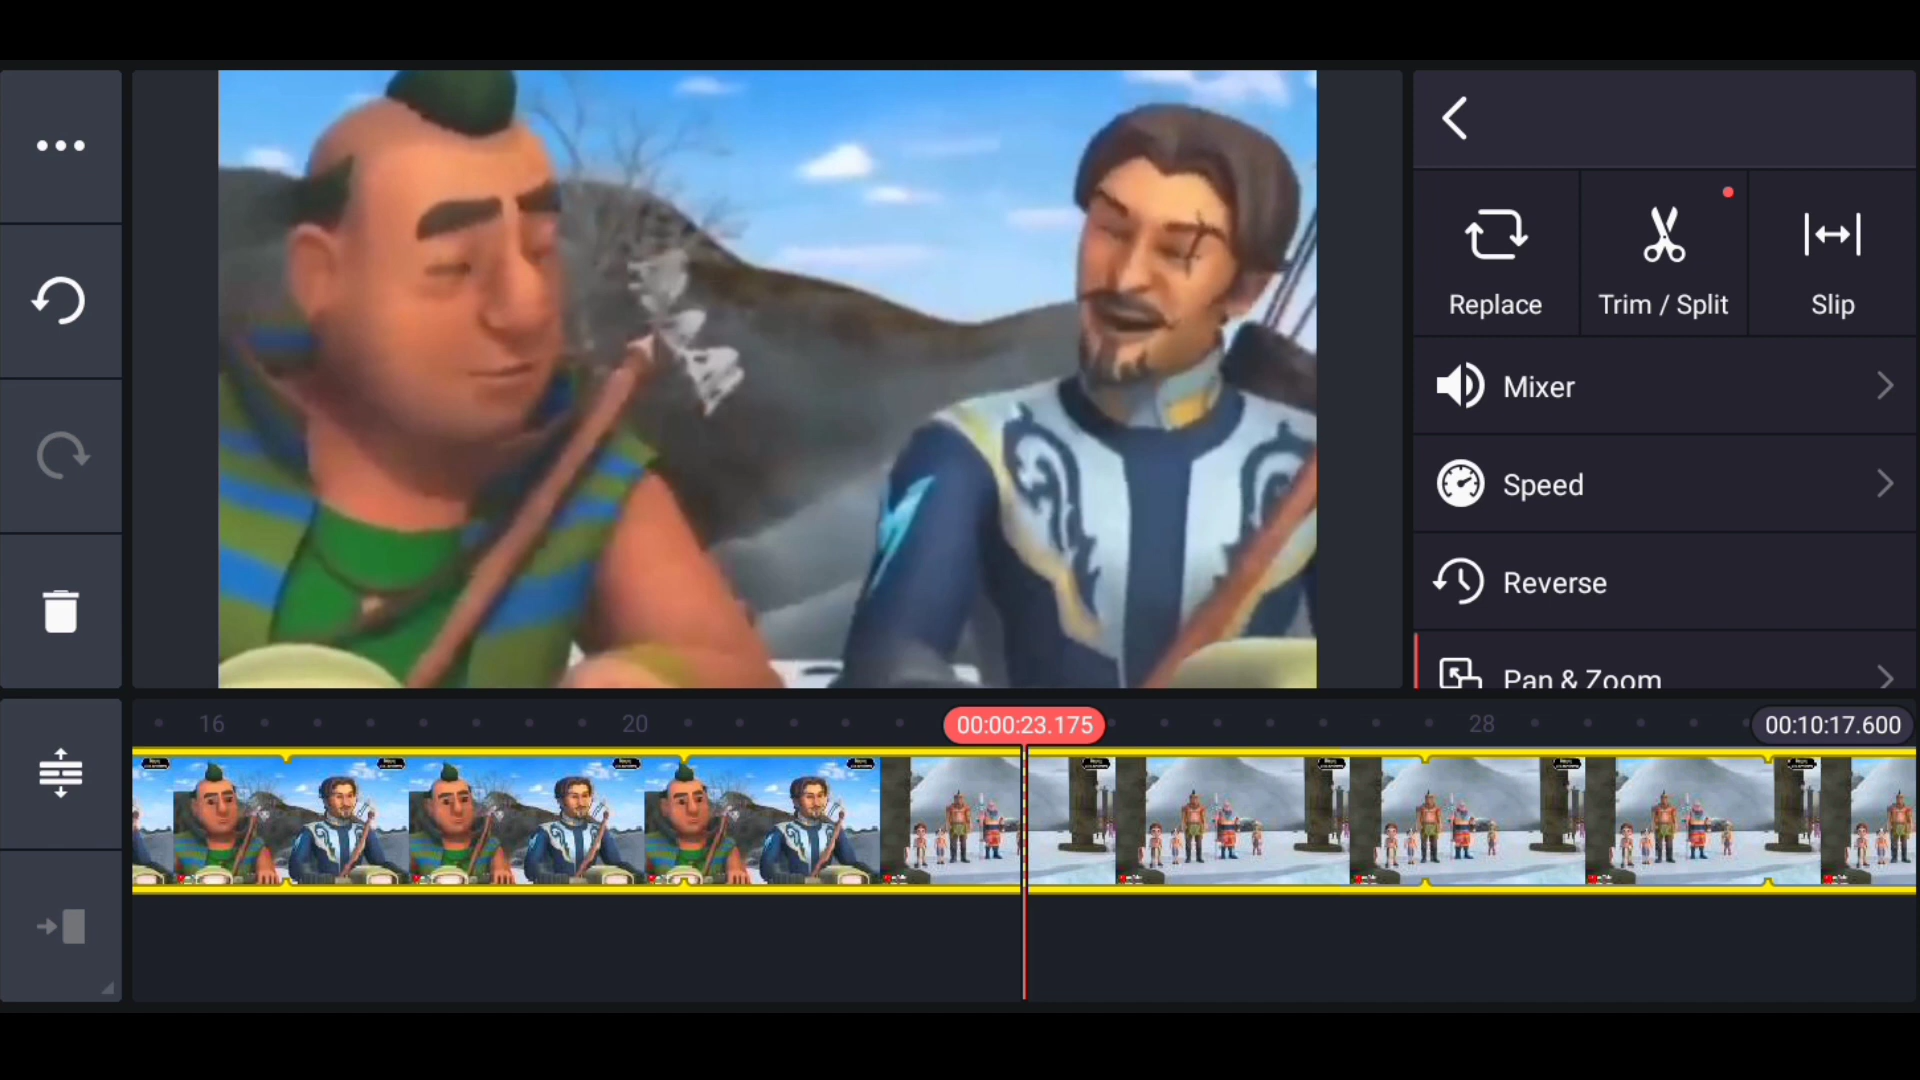 Replace
Trim / Split
Slip
Mixer
Speed
Reverse
Pan & Zoom
16
20
00:00:23.175
28
00:10:17.600